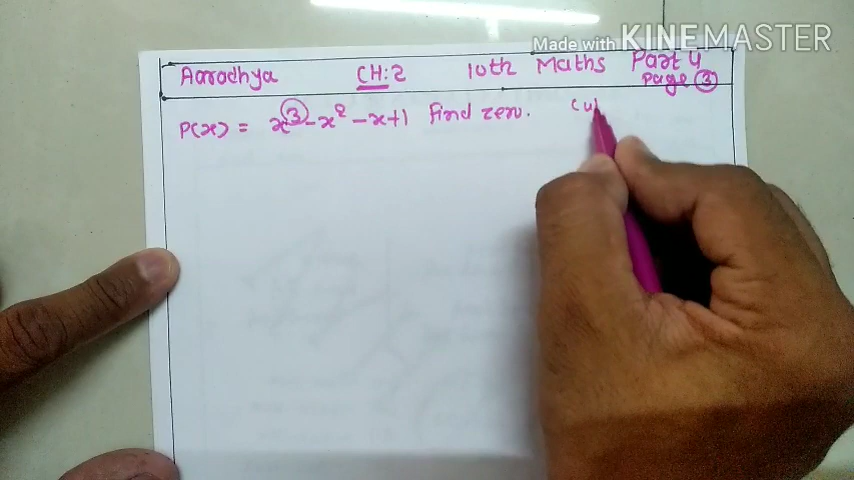 Made with KINEMASTER
Aaradhya CH:2 10th Maths Part 4
Page ③
P(x) = x³ - x² - x + 1 find zero. (u